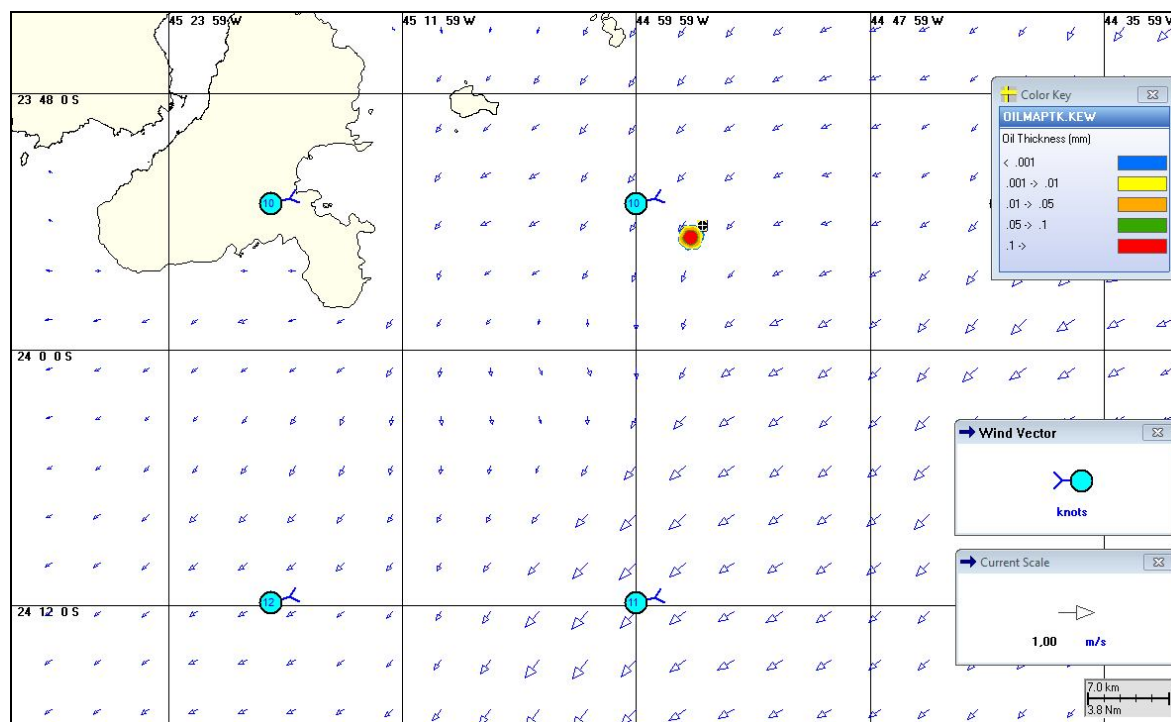 45 23 59 W
45 11 59 W
44 59 59 W
44 47 59 W
44 35 59 W
23 48 0 S
Color Key
OILMAPTK.KEW
Oil Thickness (mm)
< .001
.001 -> .01
.01 -> .05
.05 -> .1
.1 ->
10
10
24 0 0 S
Wind Vector
knots
Current Scale
1,00 m/s
12
11
24 12 0 S
7.0 km
3.8 Nm